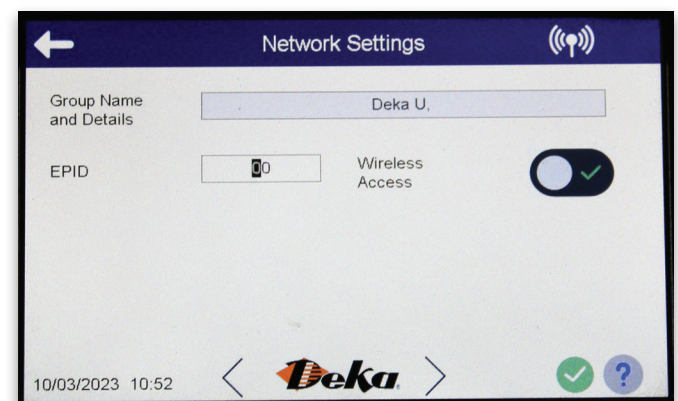 Network Settings
Group Name
and Details
Deka U,
EPID
00
Wireless
Access
10/03/2023 10:52
Deka
?